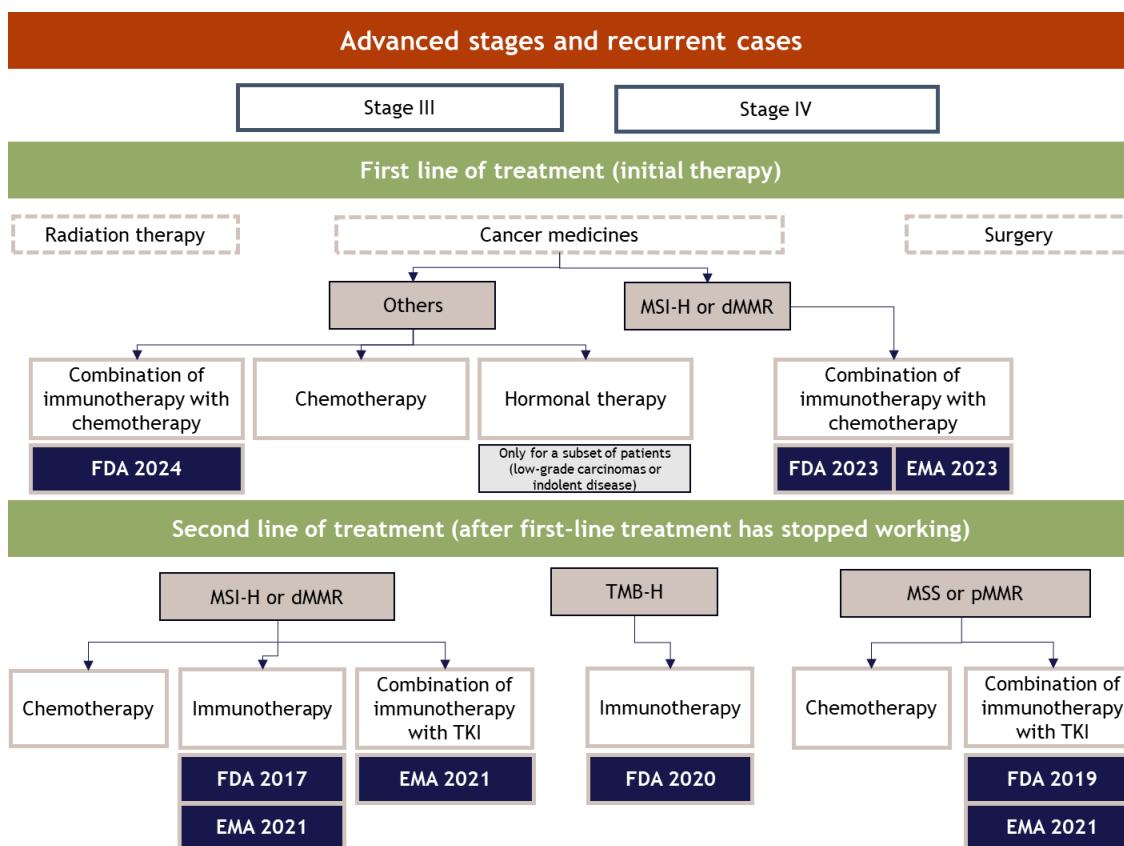 Advanced stages and recurrent cases
Stage III
Stage IV
First line of treatment (initial therapy)
Radiation therapy
Cancer medicines
Surgery
Others
MSI-H or dMMR
Combination of
immunotherapy with
chemotherapy
Chemotherapy
Hormonal therapy
Combination of
immunotherapy with
chemotherapy
FDA 2024
Only for a subset of patients
(low-grade carcinomas or
indolent disease)
FDA 2023
EMA 2023
Second line of treatment (after first-line treatment has stopped working)
MSI-H or dMMR
TMB-H
MSS or pMMR
Chemotherapy
Immunotherapy
Combination of
immunotherapy
with TKI
Immunotherapy
Chemotherapy
Combination of
immunotherapy
with TKI
FDA 2017
EMA 2021
EMA 2021
FDA 2020
FDA 2019
EMA 2021